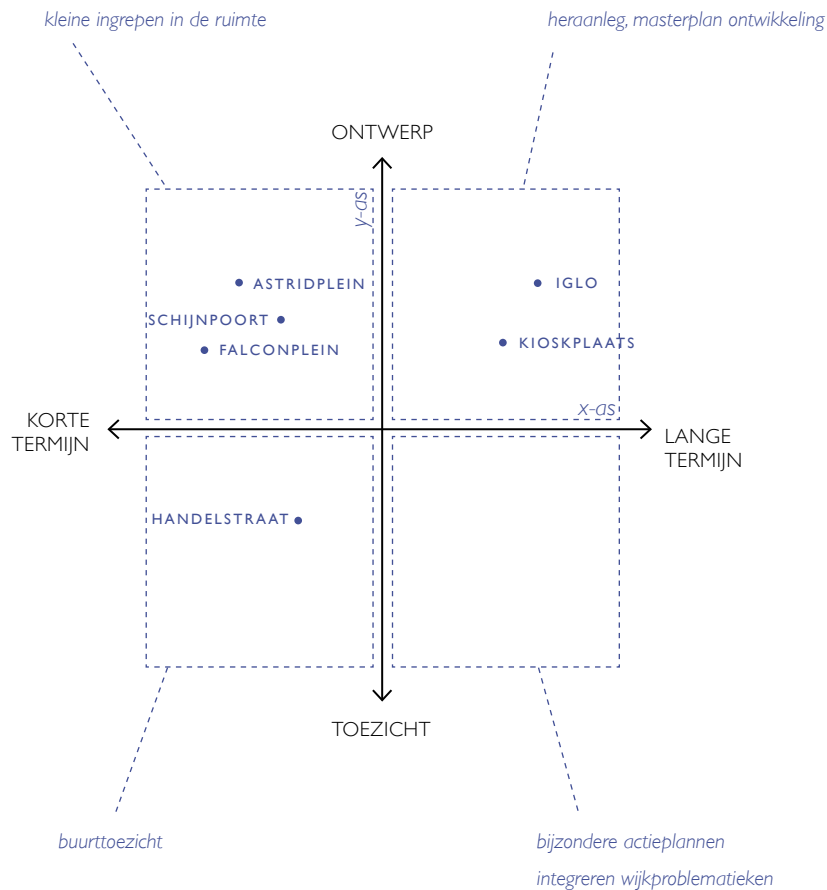 kleine ingrepen in de ruimte
heraanleg, masterplan ontwikkeling
ONTWERP
y-as
ASTRIDPLEIN
IGLO
SCHIJNPOORT
FALCONPLEIN
KIOSKPLAATS
x-as
KORTE
TERMIJN
LANGE
TERMIJN
HANDELSTRAAT
TOEZICHT
buurttoezicht
bijzondere actieplannen
integreren wijkproblematieken